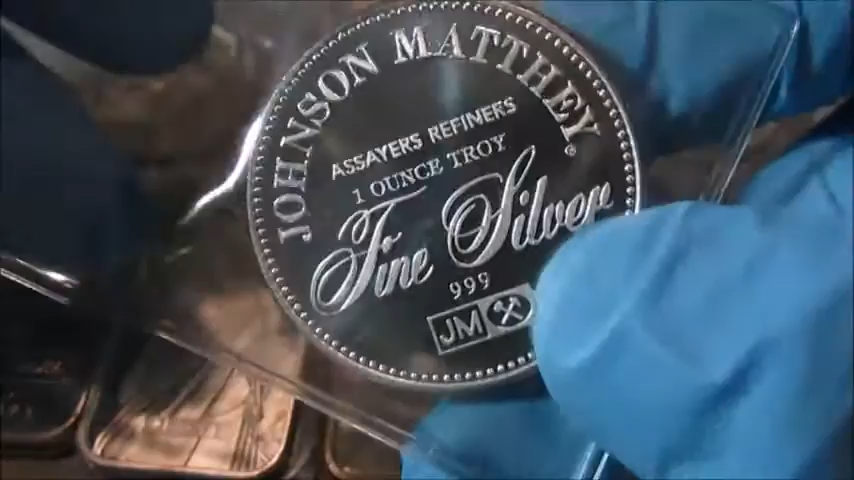 JOHNSON MATTHEY®
ASSAYERS REFINERS
1 OUNCE TROY
Fine Silver
999
JM